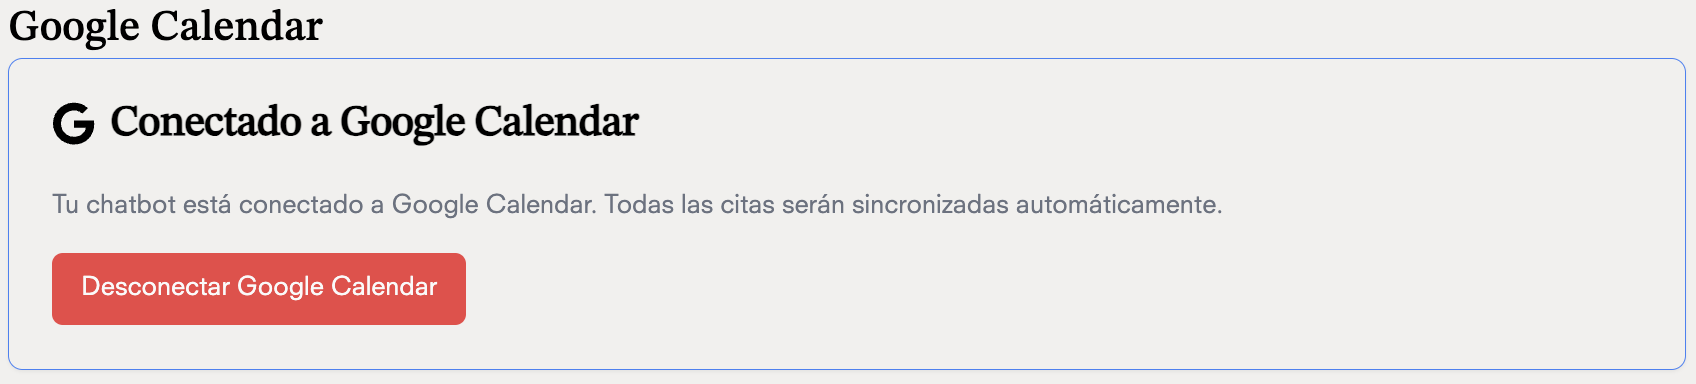 Google Calendar
Conectado a Google Calendar
Tu chatbot está conectado a Google Calendar. Todas las citas serán sincronizadas automáticamente.
Desconectar Google Calendar